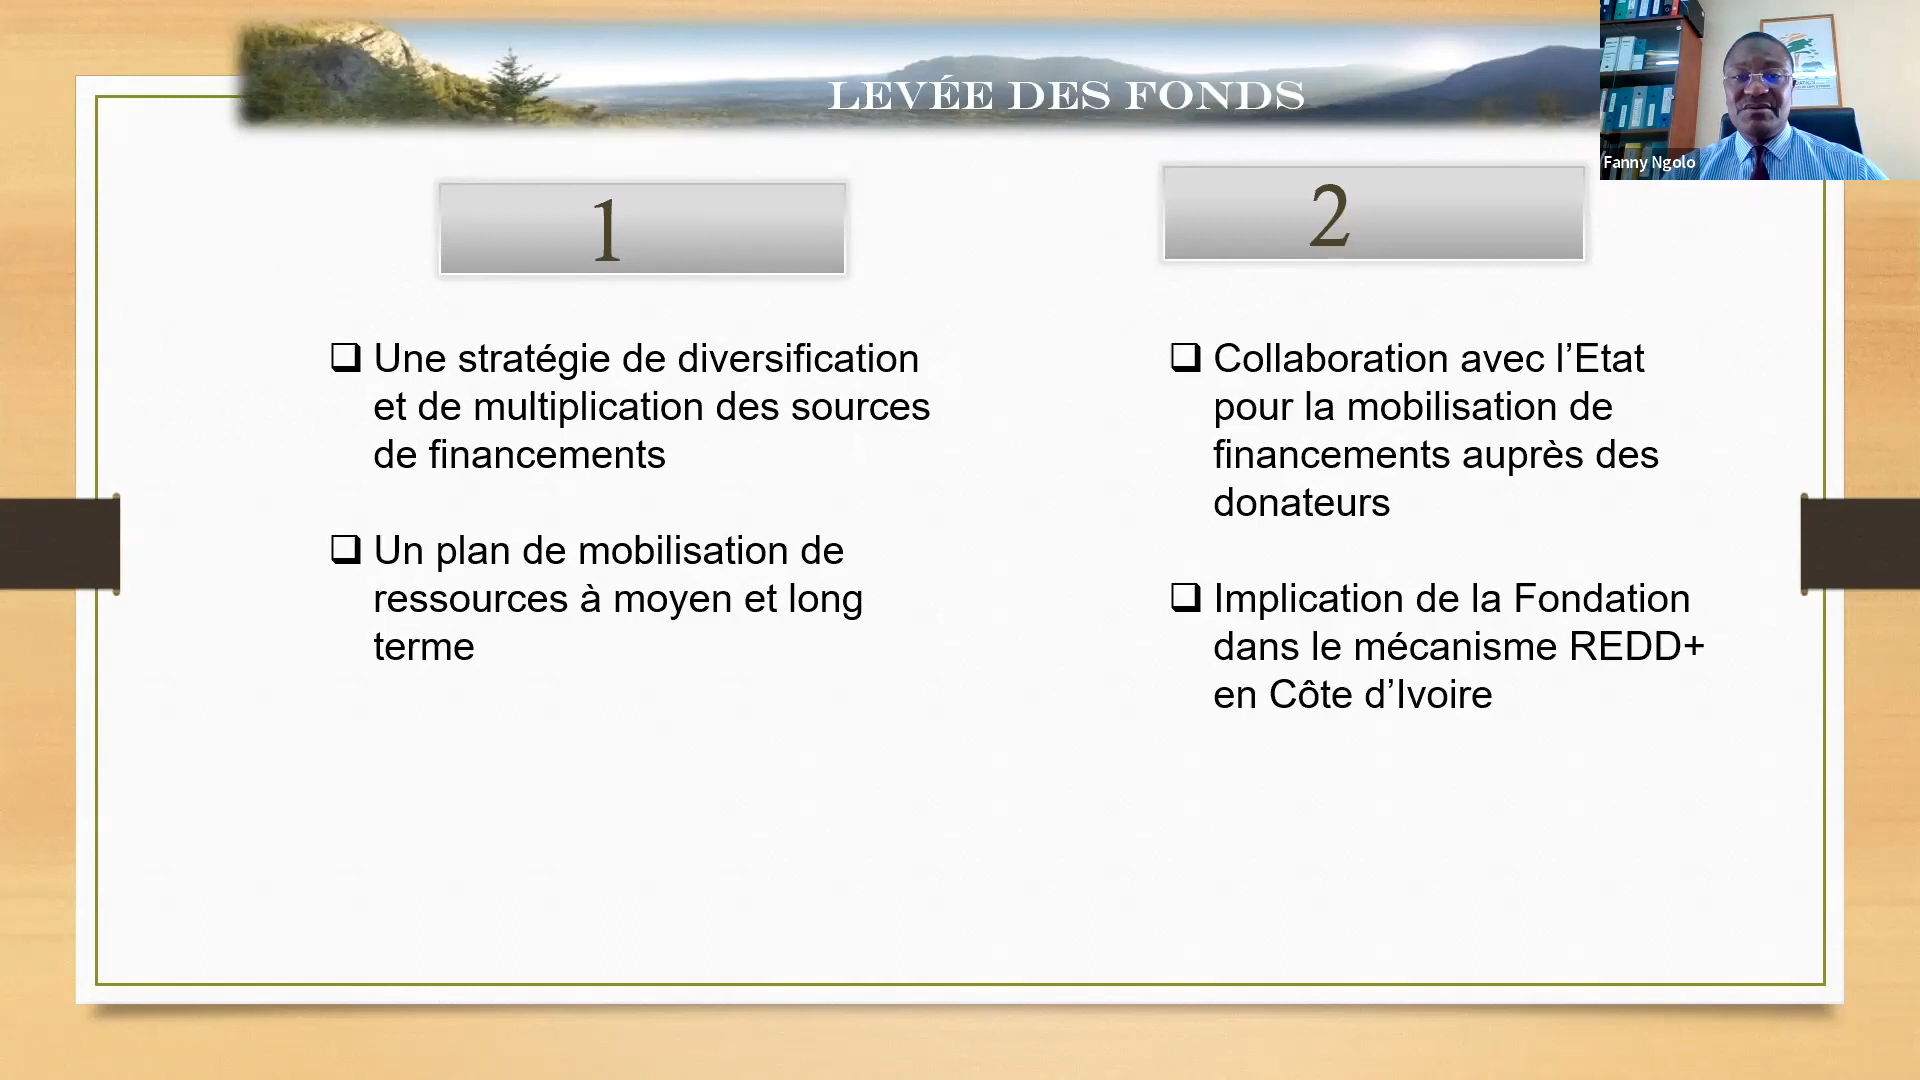 LEVÉE DES FONDS
Fanny Ngolo
1
❑ Une stratégie de diversification
et de multiplication des sources
de financements
❑ Un plan de mobilisation de
ressources à moyen et long
terme
2
❑ Collaboration avec l’Etat
pour la mobilisation de
financements auprès des
donateurs
❑ Implication de la Fondation
dans le mécanisme REDD+
en Côte d’Ivoire